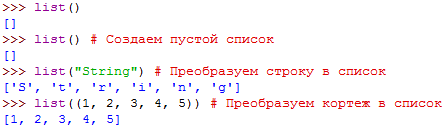 >>> list()
[]
>>> list() # Создаем пустой список
[]
>>> list("String") # Преобразуем строку в список
['S', 't', 'r', 'i', 'n', 'g']
>>> list((1, 2, 3, 4, 5)) # Преобразуем кортеж в список
[1, 2, 3, 4, 5]